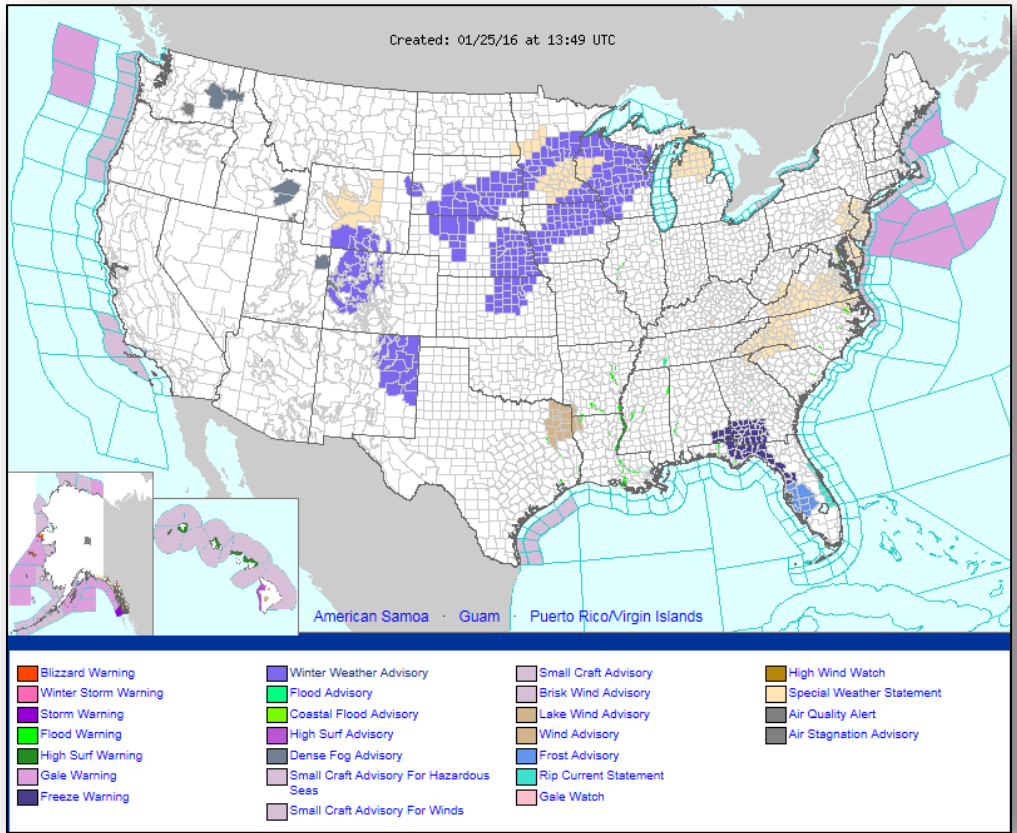 Created: 01/25/16 at 13:49 UTC
American Samoa · Guam · Puerto Rico/Virgin Islands
Blizzard Warning
Winter Storm Warning
Storm Warning
Flood Warning
High Surf Warning
Gale Warning
Freeze Warning
Winter Weather Advisory
Flood Advisory
Coastal Flood Advisory
High Surf Advisory
Dense Fog Advisory
Small Craft Advisory For Hazardous
Seas
Small Craft Advisory For Winds
Small Craft Advisory
Brisk Wind Advisory
Lake Wind Advisory
Wind Advisory
Frost Advisory
Rip Current Statement
Gale Watch
High Wind Watch
Special Weather Statement
Air Quality Alert
Air Stagnation Advisory